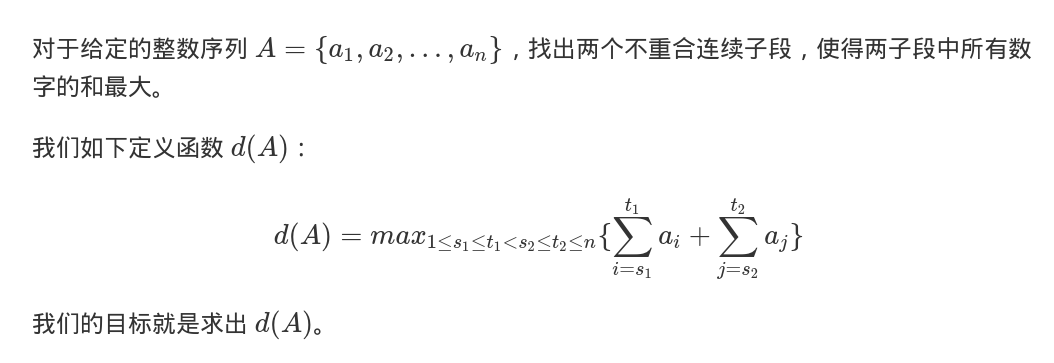 对于给定的整数序列 $A = \{a_1, a_2, \ldots, a_n\}$，找出两个不重合连续子段，使得两子段中所有数
字的和最大。
我们如下定义函数 $d(A)$：
$d(A) = max_{1 \le s_1 \le t_1 < s_2 \le t_2 \le n} \{\sum_{i=s_1}^{t_1} a_i + \sum_{j=s_2}^{t_2} a_j\}$
我们的目标就是求出 $d(A)$。